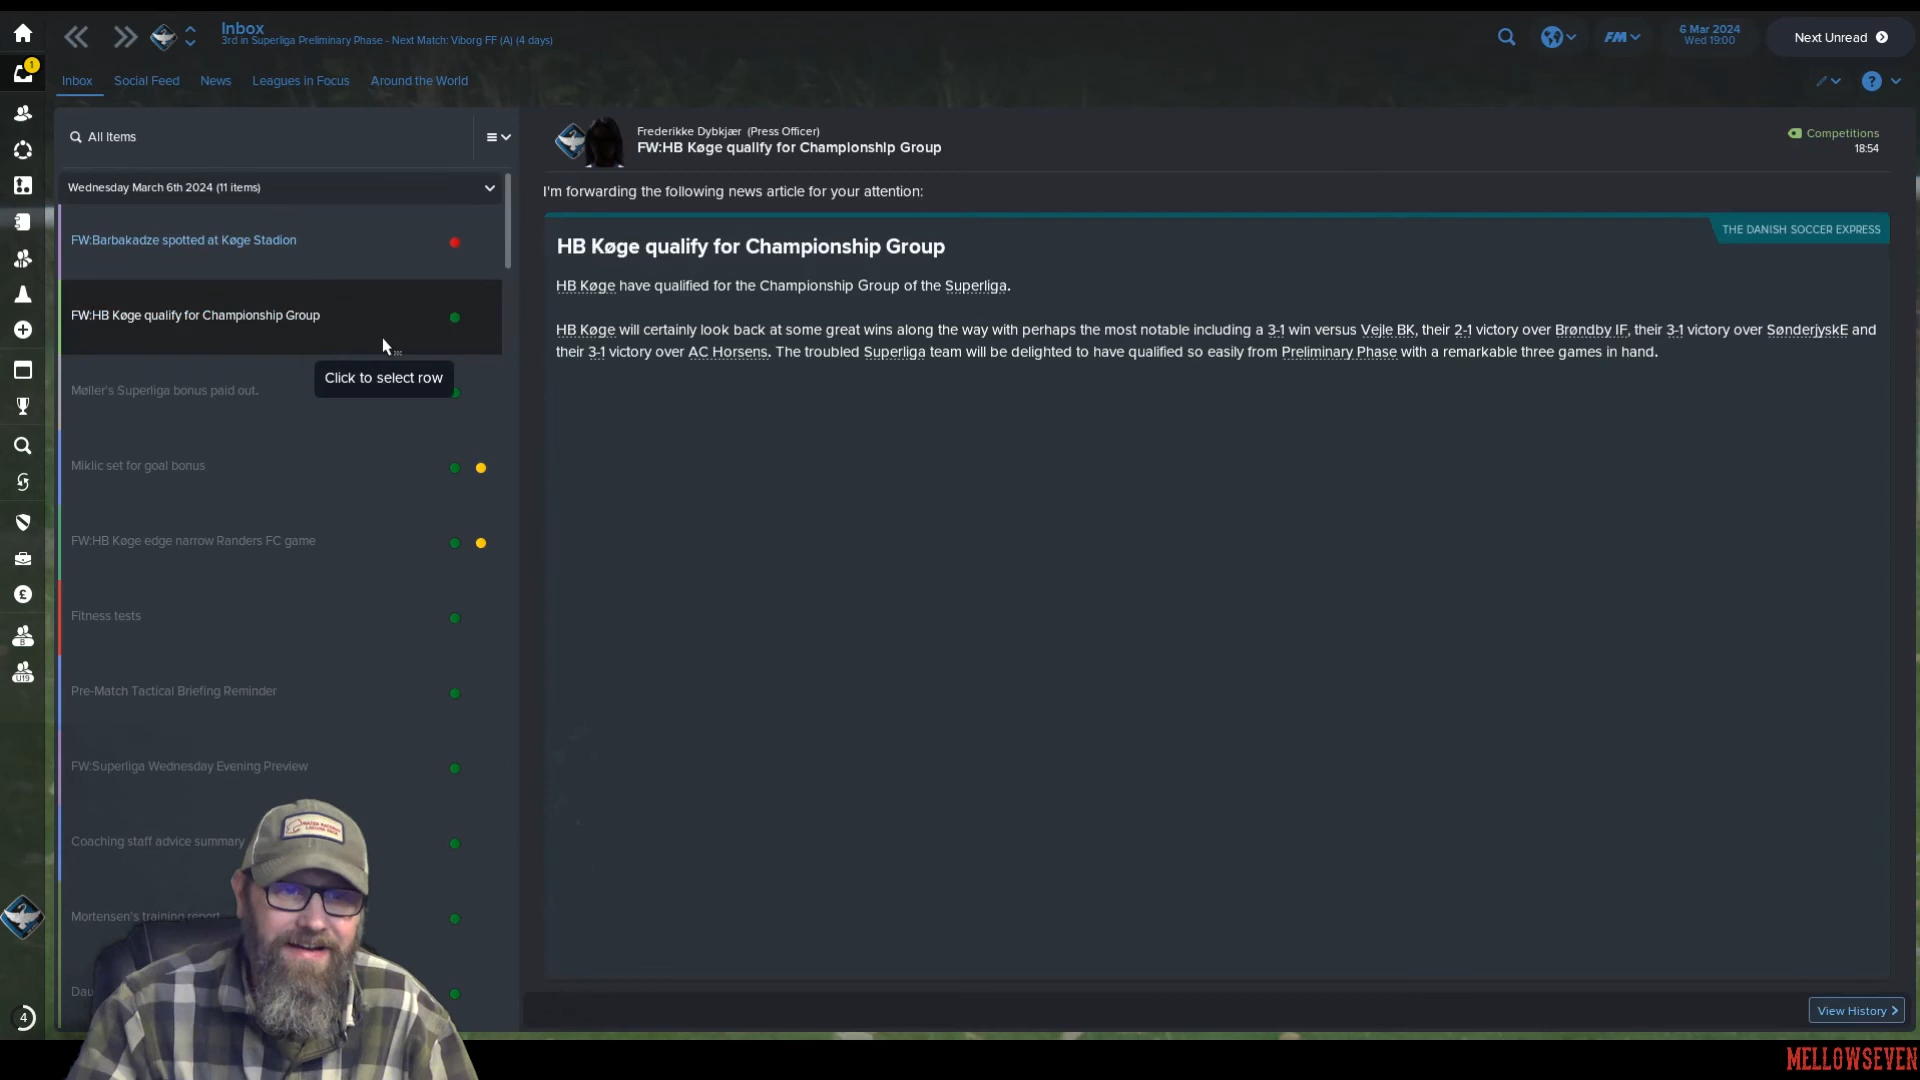 Inbox
3rd in Superliga Preliminary Phase - Next Match: Viborg FF (A) (4 days)
FM
6 Mar 2024
Wed 19:00
Next Unread
1
Inbox
Social Feed
News
Leagues in Focus
Around the World
?
All Items
Wednesday March 6th 2024 (11 items)
FW:Barbakadze spotted at Køge Stadion
FW:HB Køge qualify for Championship Group
Click to select row
Møller's Superliga bonus paid out.
Miklic set for goal bonus
FW:HB Køge edge narrow Randers FC game
Fitness tests
Pre-Match Tactical Briefing Reminder
FW:Superliga Wednesday Evening Preview
Coaching staff advice summary
Mortensen's training report
Dau
£
B
U19
4
Frederikke Dybkjær (Press Officer)
FW:HB Køge qualify for Championship Group
Competitions
18:54
I'm forwarding the following news article for your attention:
THE DANISH SOCCER EXPRESS
HB Køge qualify for Championship Group
HB Køge have qualified for the Championship Group of the Superliga.
HB Køge will certainly look back at some great wins along the way with perhaps the most notable including a 3-1 win versus Vejle BK, their 2-1 victory over Brøndby IF, their 3-1 victory over SønderjyskE and
their 3-1 victory over AC Horsens. The troubled Superliga team will be delighted to have qualified so easily from Preliminary Phase with a remarkable three games in hand.
View History
MELLOWSEVEN